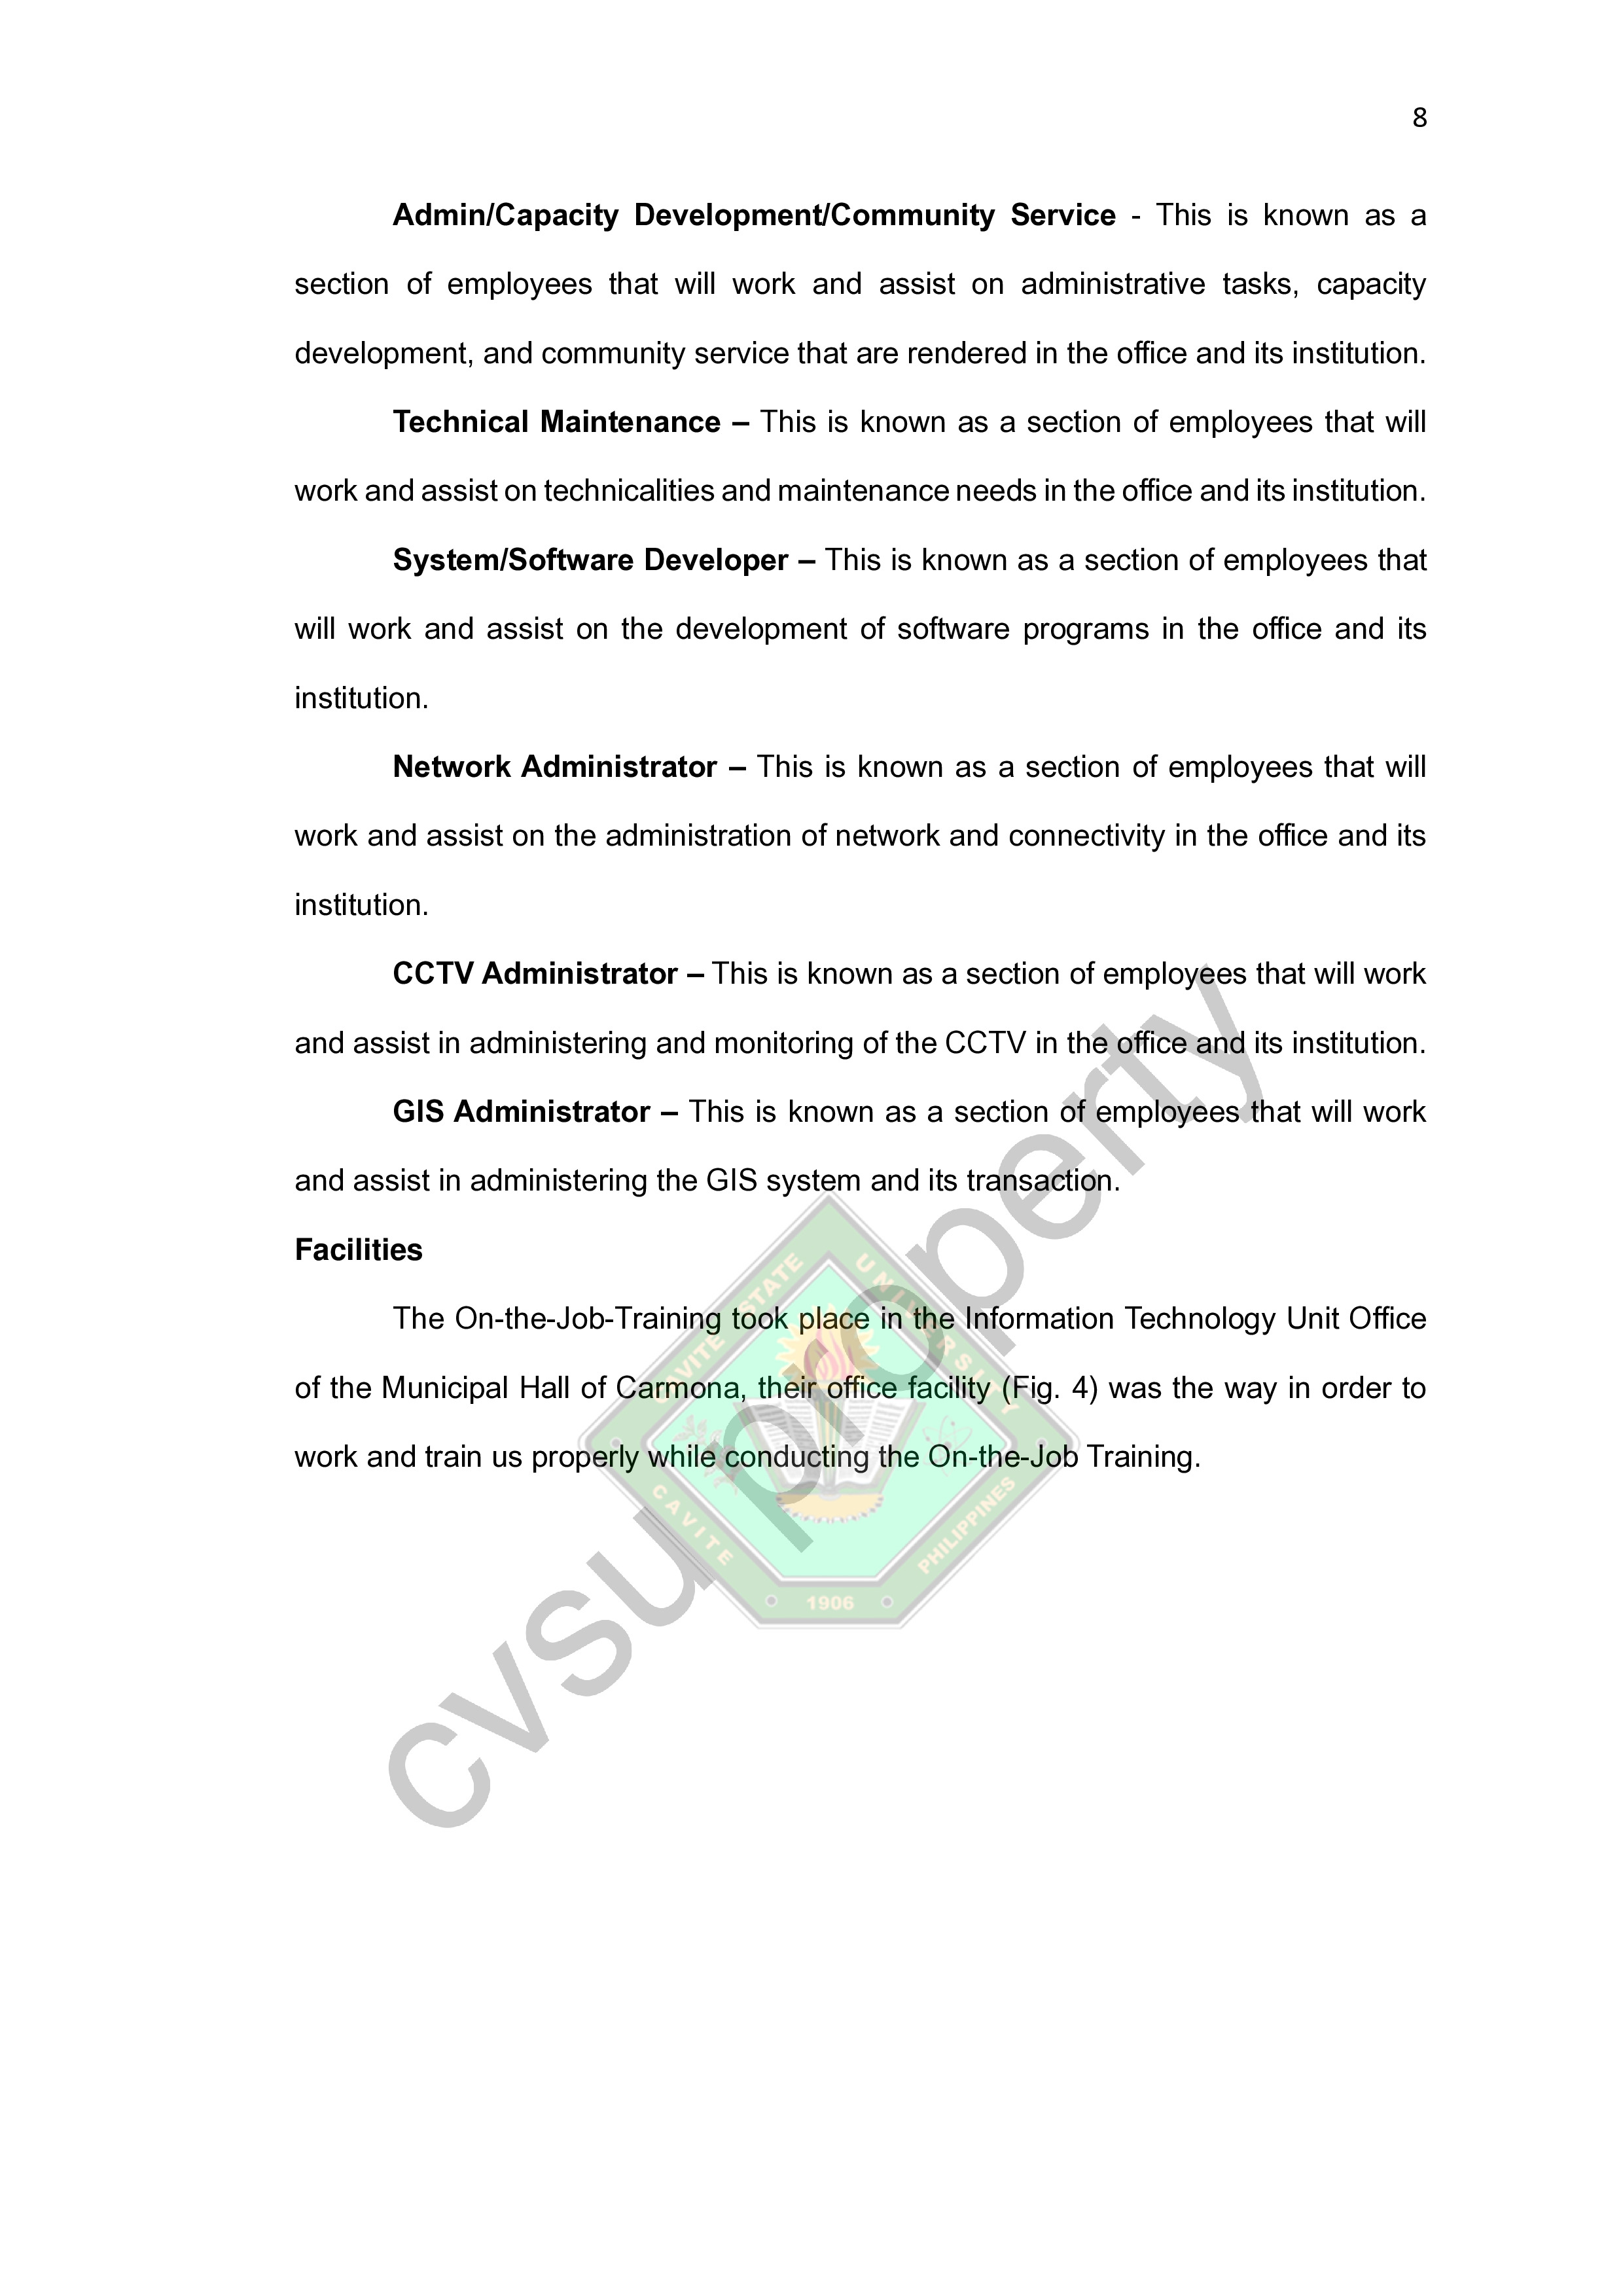 8
Admin/Capacity Development/Community Service - This is known as a
section of employees that will work and assist on administrative tasks, capacity
development, and community service that are rendered in the office and its institution.
Technical Maintenance – This is known as a section of employees that will
work and assist on technicalities and maintenance needs in the office and its institution.
System/Software Developer – This is known as a section of employees that
will work and assist on the development of software programs in the office and its
institution.
Network Administrator – This is known as a section of employees that will
work and assist on the administration of network and connectivity in the office and its
institution.
CCTV Administrator – This is known as a section of employees that will work
and assist in administering and monitoring of the CCTV in the office and its institution.
GIS Administrator – This is known as a section of employees that will work
and assist in administering the GIS system and its transaction.
Facilities
The On-the-Job-Training took place in the Information Technology Unit Office
of the Municipal Hall of Carmona, their office facility (Fig. 4) was the way in order to
work and train us properly while conducting the On-the-Job Training.
cvsu property
CAVITE STATE UNIVERSITY
CAVITE
PHILIPPINES
1906